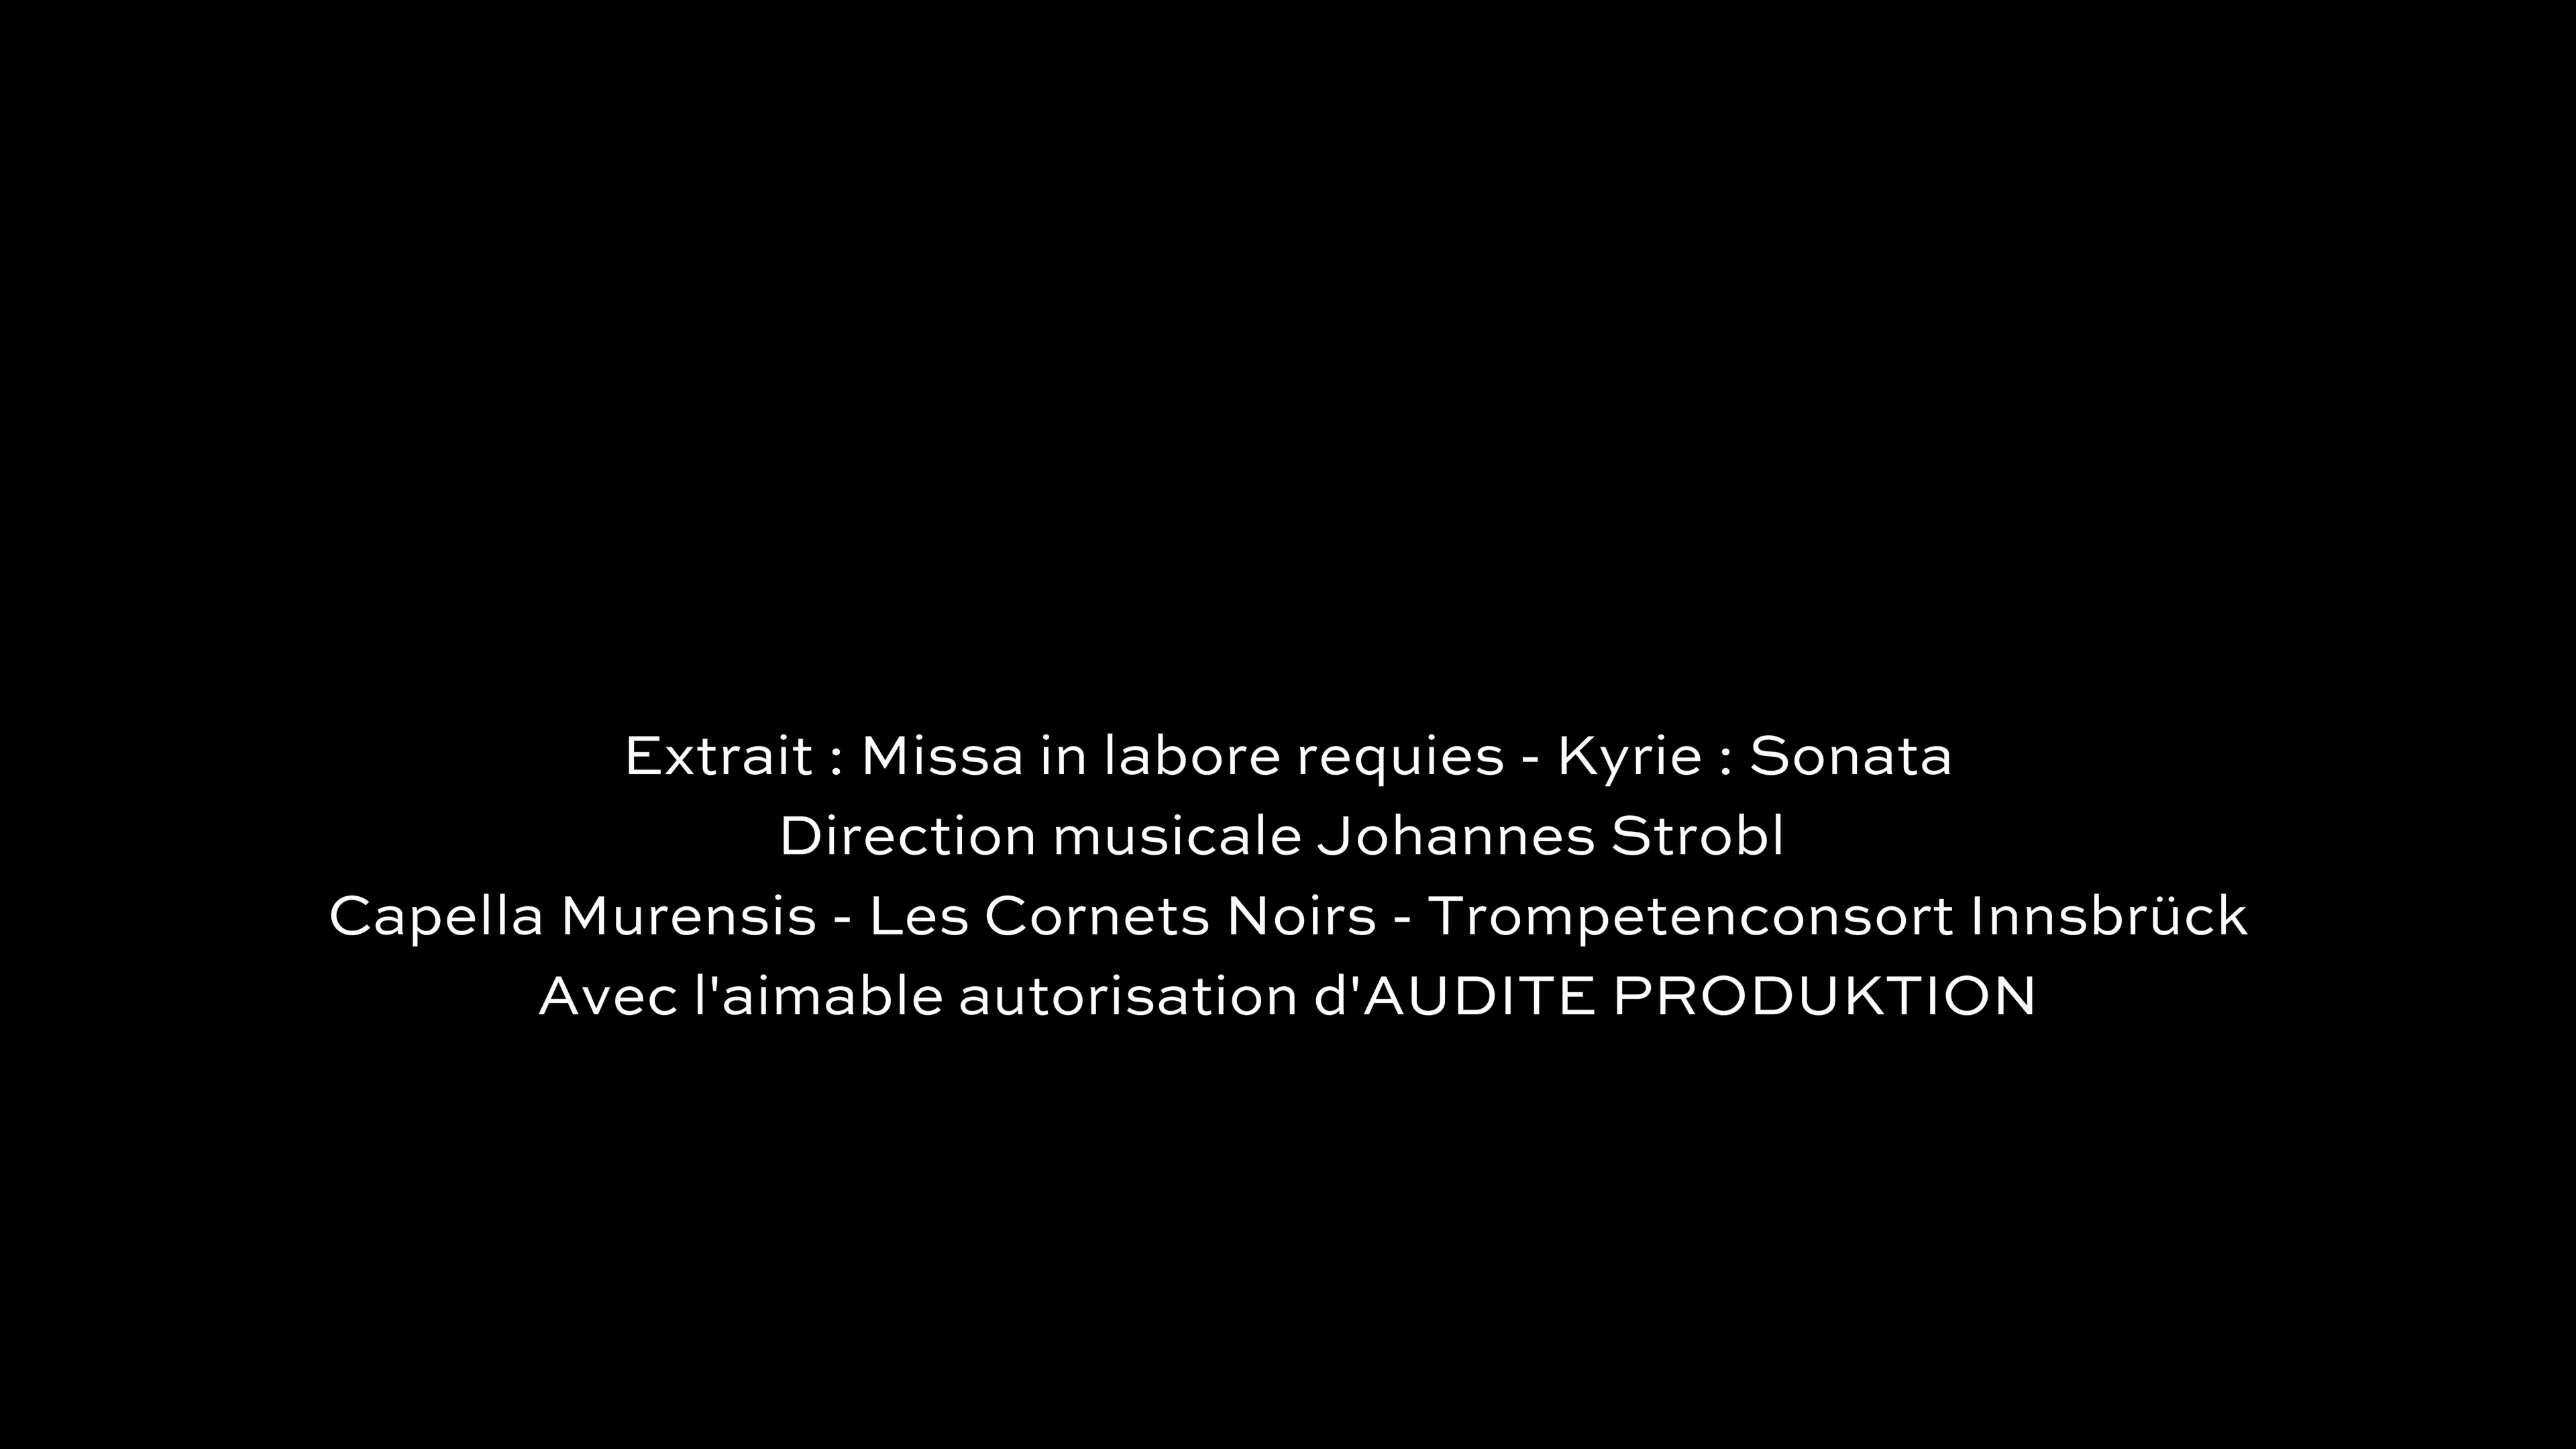 Extrait : Missa in labore requies - Kyrie : Sonata
Direction musicale Johannes Strobl
Capella Murensis - Les Cornets Noirs - Trompetenconsort Innsbrück
Avec l'aimable autorisation d'AUDITE PRODUKTION